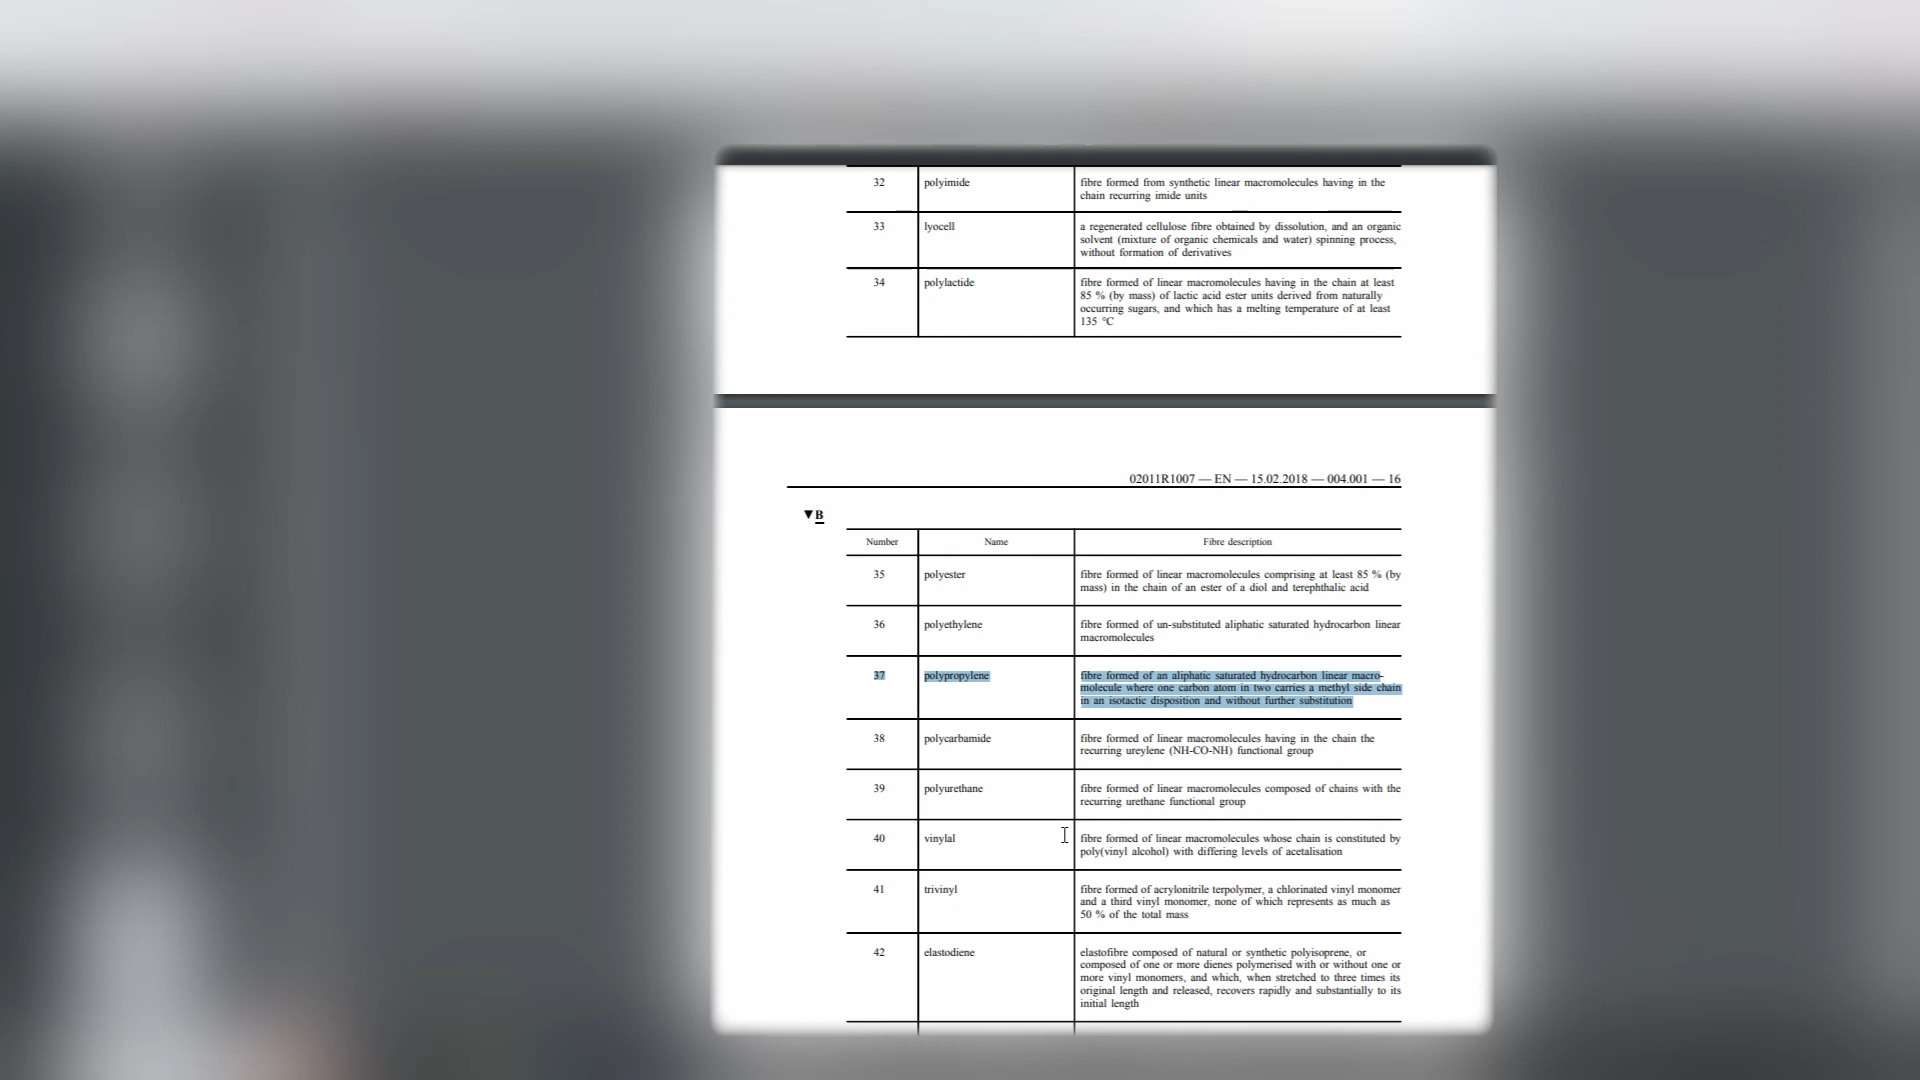 32 polyimide fibre formed from synthetic linear macromolecules having in the
chain recurring imide units
33 lyocell a regenerated cellulose fibre obtained by dissolution, and an organic
solvent (mixture of organic chemicals and water) spinning process,
without formation of derivatives
34 polylactide fibre formed of linear macromolecules having in the chain at least
85 % (by mass) of lactic acid ester units derived from naturally
occurring sugars, and which has a melting temperature of at least
135 °C
02011R1007 — EN — 15.02.2018 — 004.001 — 16
▼B
Number Name Fibre description
35 polyester fibre formed of linear macromolecules comprising at least 85 % (by
mass) in the chain of an ester of a diol and terephthalic acid
36 polyethylene fibre formed of un-substituted aliphatic saturated hydrocarbon linear
macromolecules
37 polypropylene fibre formed of an aliphatic saturated hydrocarbon linear macro-
molecule where one carbon atom in two carries a methyl side chain
in an isotactic disposition and without further substitution
38 polycarbamide fibre formed of linear macromolecules having in the chain the
recurring ureylene (NH-CO-NH) functional group
39 polyurethane fibre formed of linear macromolecules composed of chains with the
recurring urethane functional group
40 vinylal fibre formed of linear macromolecules whose chain is constituted by
poly(vinyl alcohol) with differing levels of acetalisation
41 trivinyl fibre formed of acrylonitrile terpolymer, a chlorinated vinyl monomer
and a third vinyl monomer, none of which represents as much as
50 % of the total mass
42 elastodiene elastofibre composed of natural or synthetic polyisoprene, or
composed of one or more dienes polymerised with or without one or
more vinyl monomers, and which, when stretched to three times its
original length and released, recovers rapidly and substantially to its
initial length